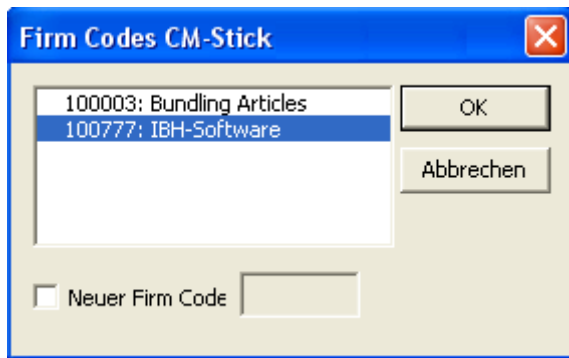 Firm Codes CM-Stick
100003: Bundling Articles
100777: IBH-Software
OK
Abbrechen
Neuer Firm Code